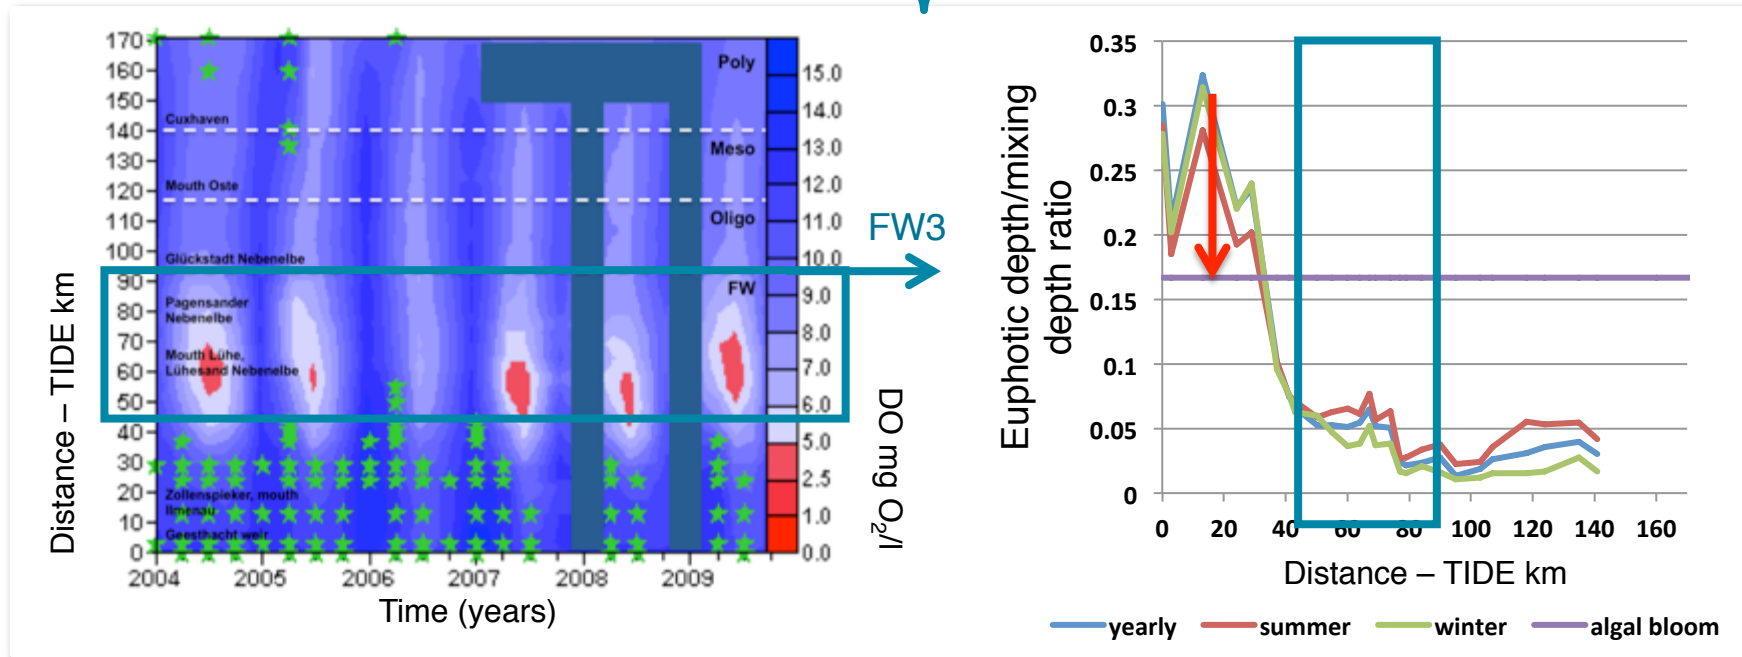 170
160
150
140
130
120
110
100
90
80
70
60
50
40
30
20
10
0
Distance – TIDE km
Poly
Cuxhaven
Meso
Mouth Oste
Oligo
Glückstadt Nebenelbe
FW
Pagensander
Nebenelbe
Mouth Lühe,
Lühesand Nebenelbe
Zollenspieker, mouth
Ilmenau
Geesthacht weir
2004 2005 2006 2007 2008 2009
Time (years)
15.0
14.0
13.0
12.0
11.0
10.0
9.0
8.0
7.0
6.0
5.0
2.5
1.0
0.0
DO mg O₂/l
FW3
Euphotic depth/mixing
depth ratio
0.35
0.3
0.25
0.2
0.15
0.1
0.05
0
0 20 40 60 80 100 120 140 160
Distance – TIDE km
yearly summer winter algal bloom